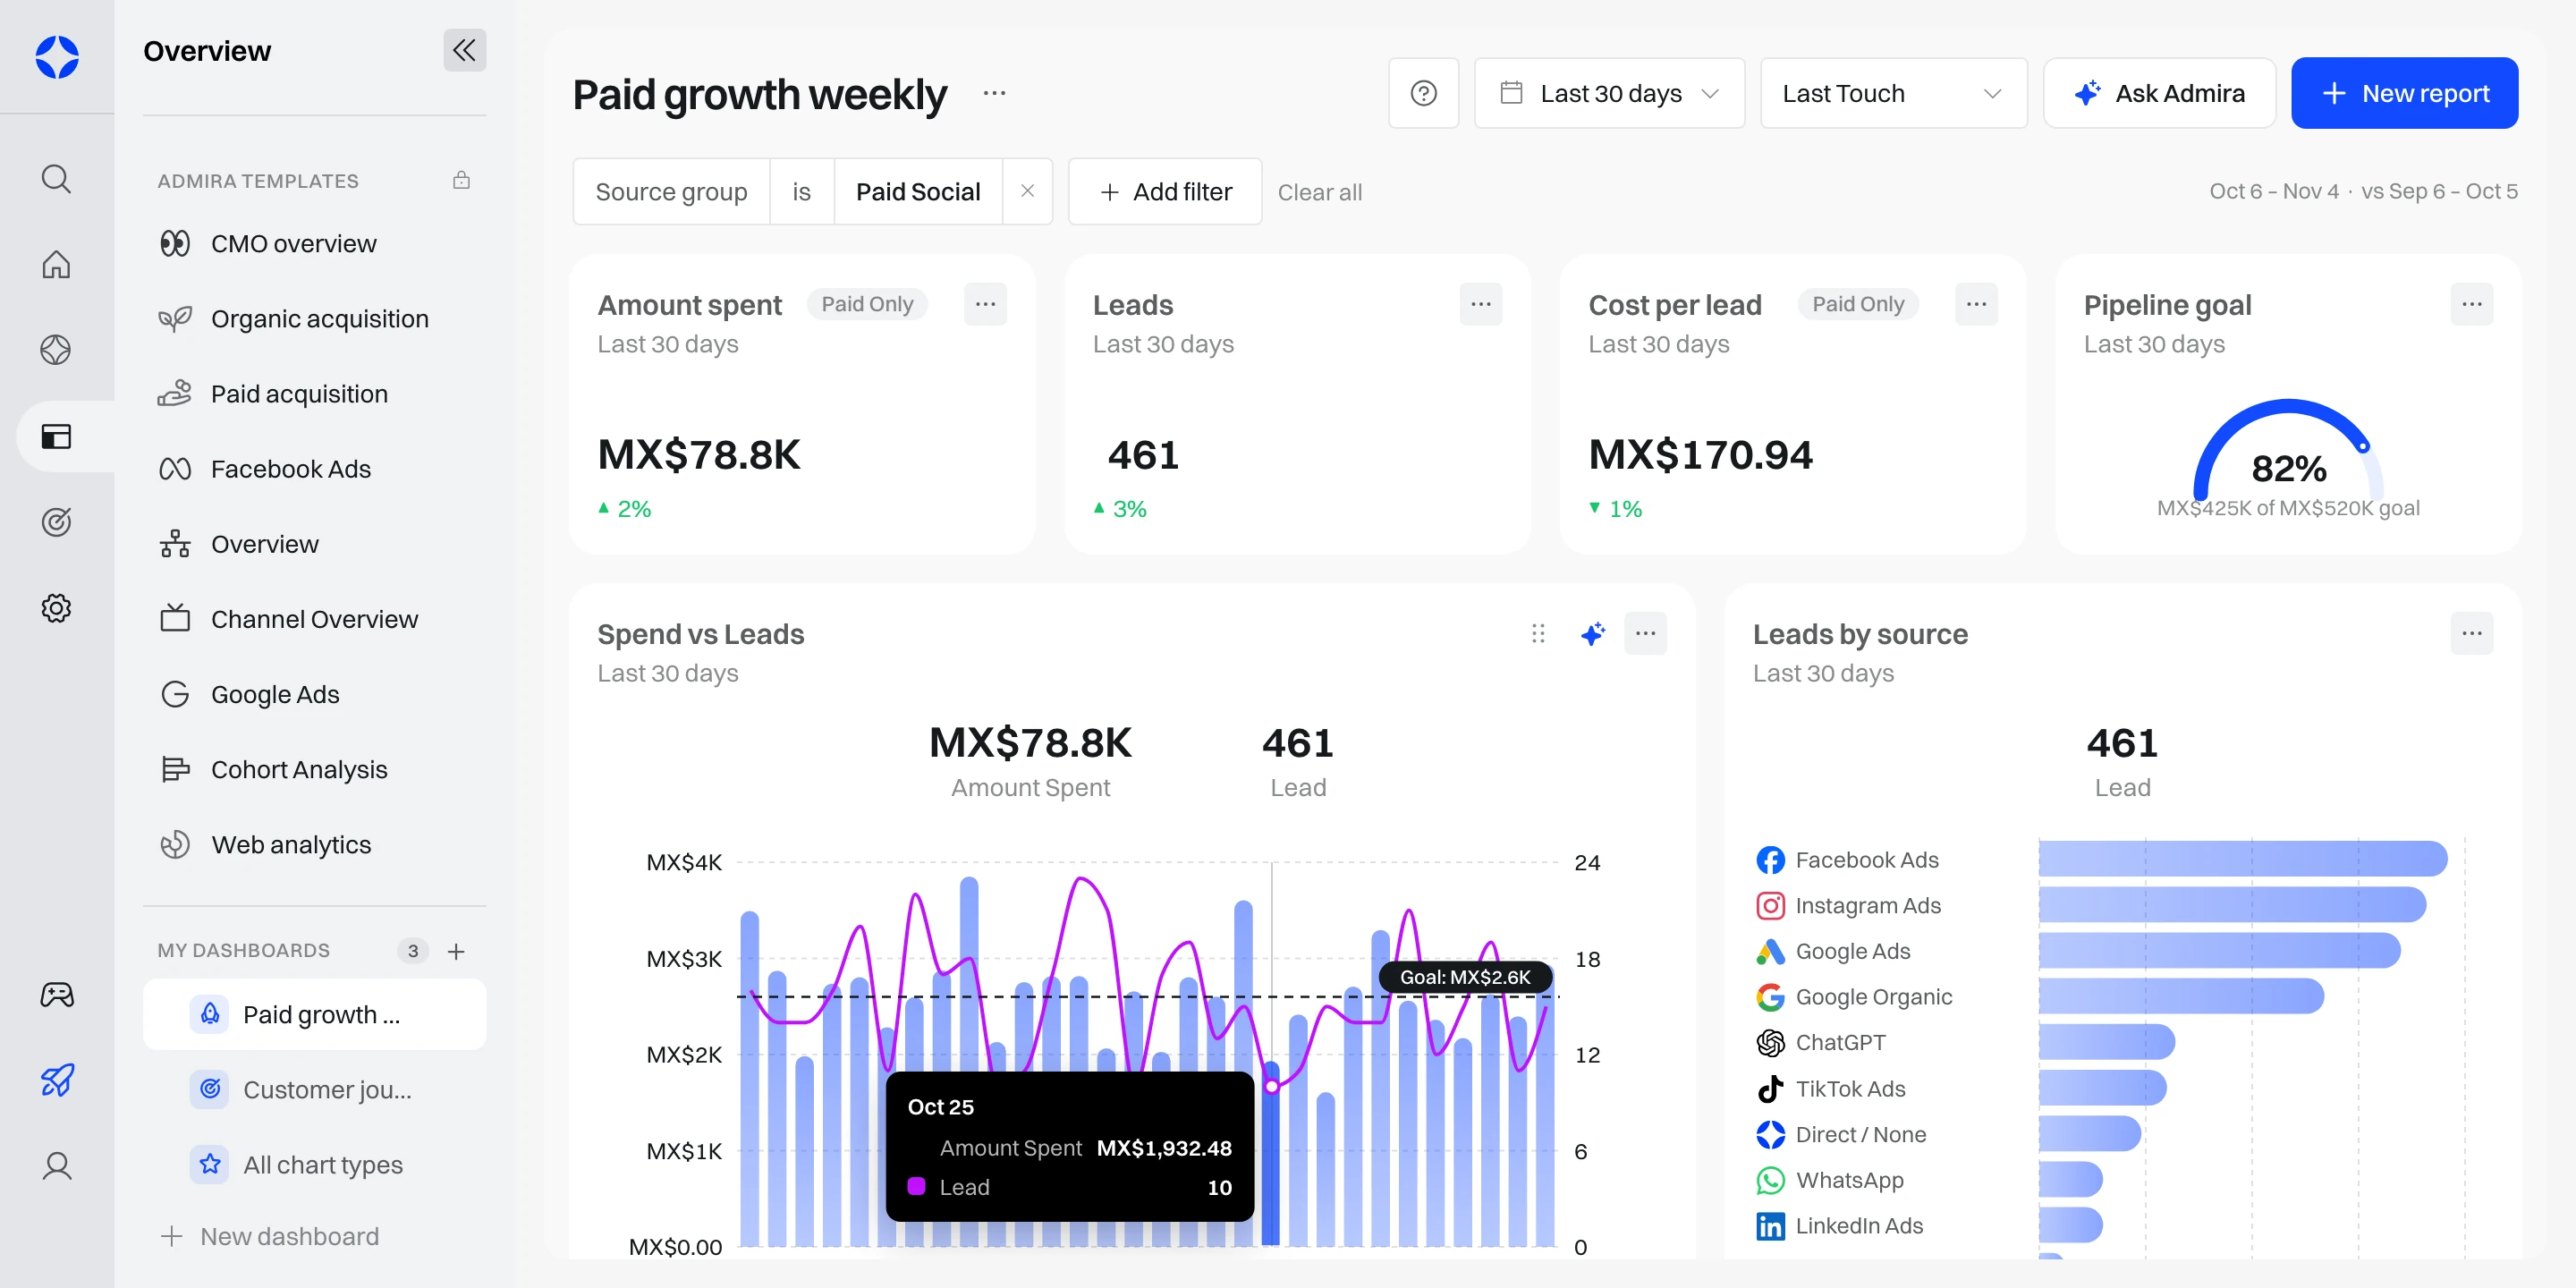 Overview
ADMIRA TEMPLATES
CMO overview
Organic acquisition
Paid acquisition
Facebook Ads
Overview
Channel Overview
Google Ads
Cohort Analysis
Web analytics
MY DASHBOARDS 3
Paid growth ...
Customer jou...
All chart types
New dashboard
Paid growth weekly
Last 30 days
Last Touch
Ask Admira
New report
Source group is Paid Social
Add filter
Clear all
Oct 6 – Nov 4 · vs Sep 6 – Oct 5
Amount spent Paid Only
Last 30 days
MX$78.8K
2%
Leads
Last 30 days
461
3%
Cost per lead Paid Only
Last 30 days
MX$170.94
1%
Pipeline goal
Last 30 days
82%
MX$425K of MX$520K goal
Spend vs Leads
Last 30 days
MX$78.8K
Amount Spent
461
Lead
MX$4K
MX$3K
MX$2K
MX$1K
MX$0.00
24
18
12
6
0
Goal: MX$2.6K
Oct 25
Amount Spent MX$1,932.48
Lead 10
Leads by source
Last 30 days
461
Lead
Facebook Ads
Instagram Ads
Google Ads
Google Organic
ChatGPT
TikTok Ads
Direct / None
WhatsApp
LinkedIn Ads